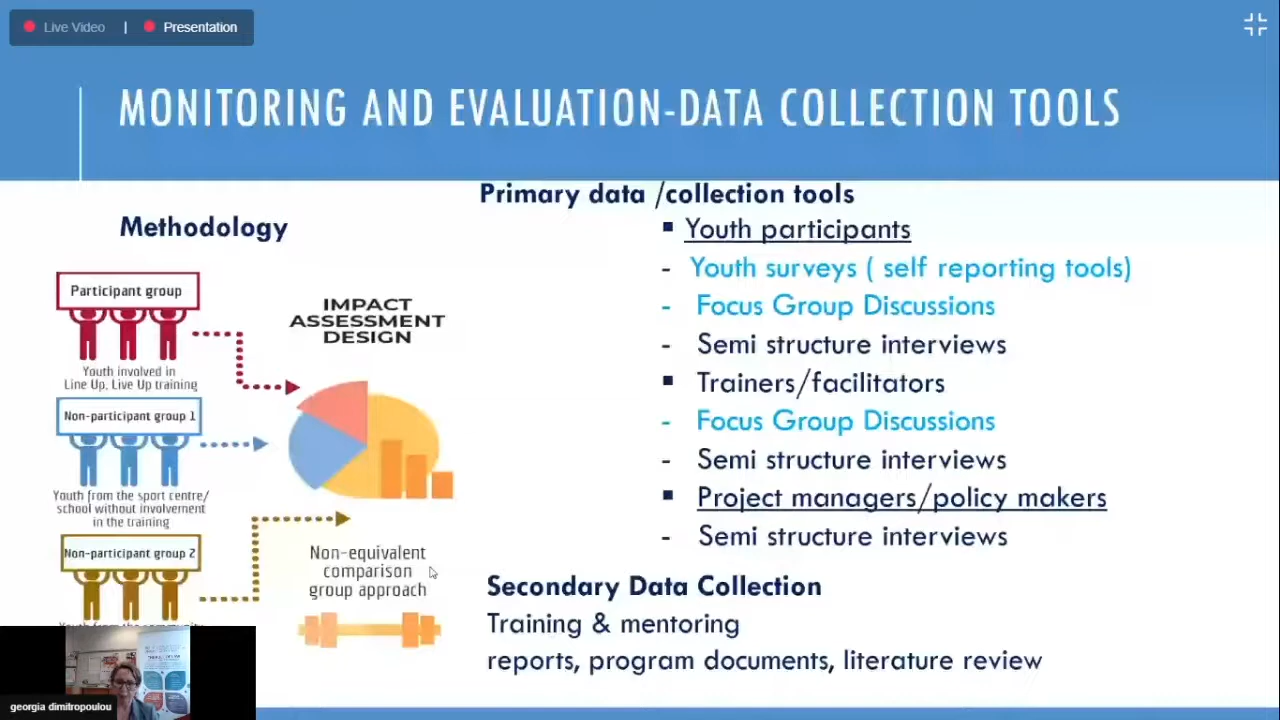 Live Video | Presentation
MONITORING AND EVALUATION-DATA COLLECTION TOOLS
Methodology
Participant group
Youth involved in
Line Up, Live Up training
Non-participant group 1
Youth from the sport centre/
school without involvement
in the training
Non-participant group 2
Youth from the community
IMPACT
ASSESSMENT
DESIGN
Non-equivalent
comparison
group approach
Primary data /collection tools
▪ Youth participants
- Youth surveys ( self reporting tools)
- Focus Group Discussions
- Semi structure interviews
▪ Trainers/facilitators
- Focus Group Discussions
- Semi structure interviews
▪ Project managers/policy makers
- Semi structure interviews
Secondary Data Collection
Training & mentoring
reports, program documents, literature review
georgia dimitropoulou